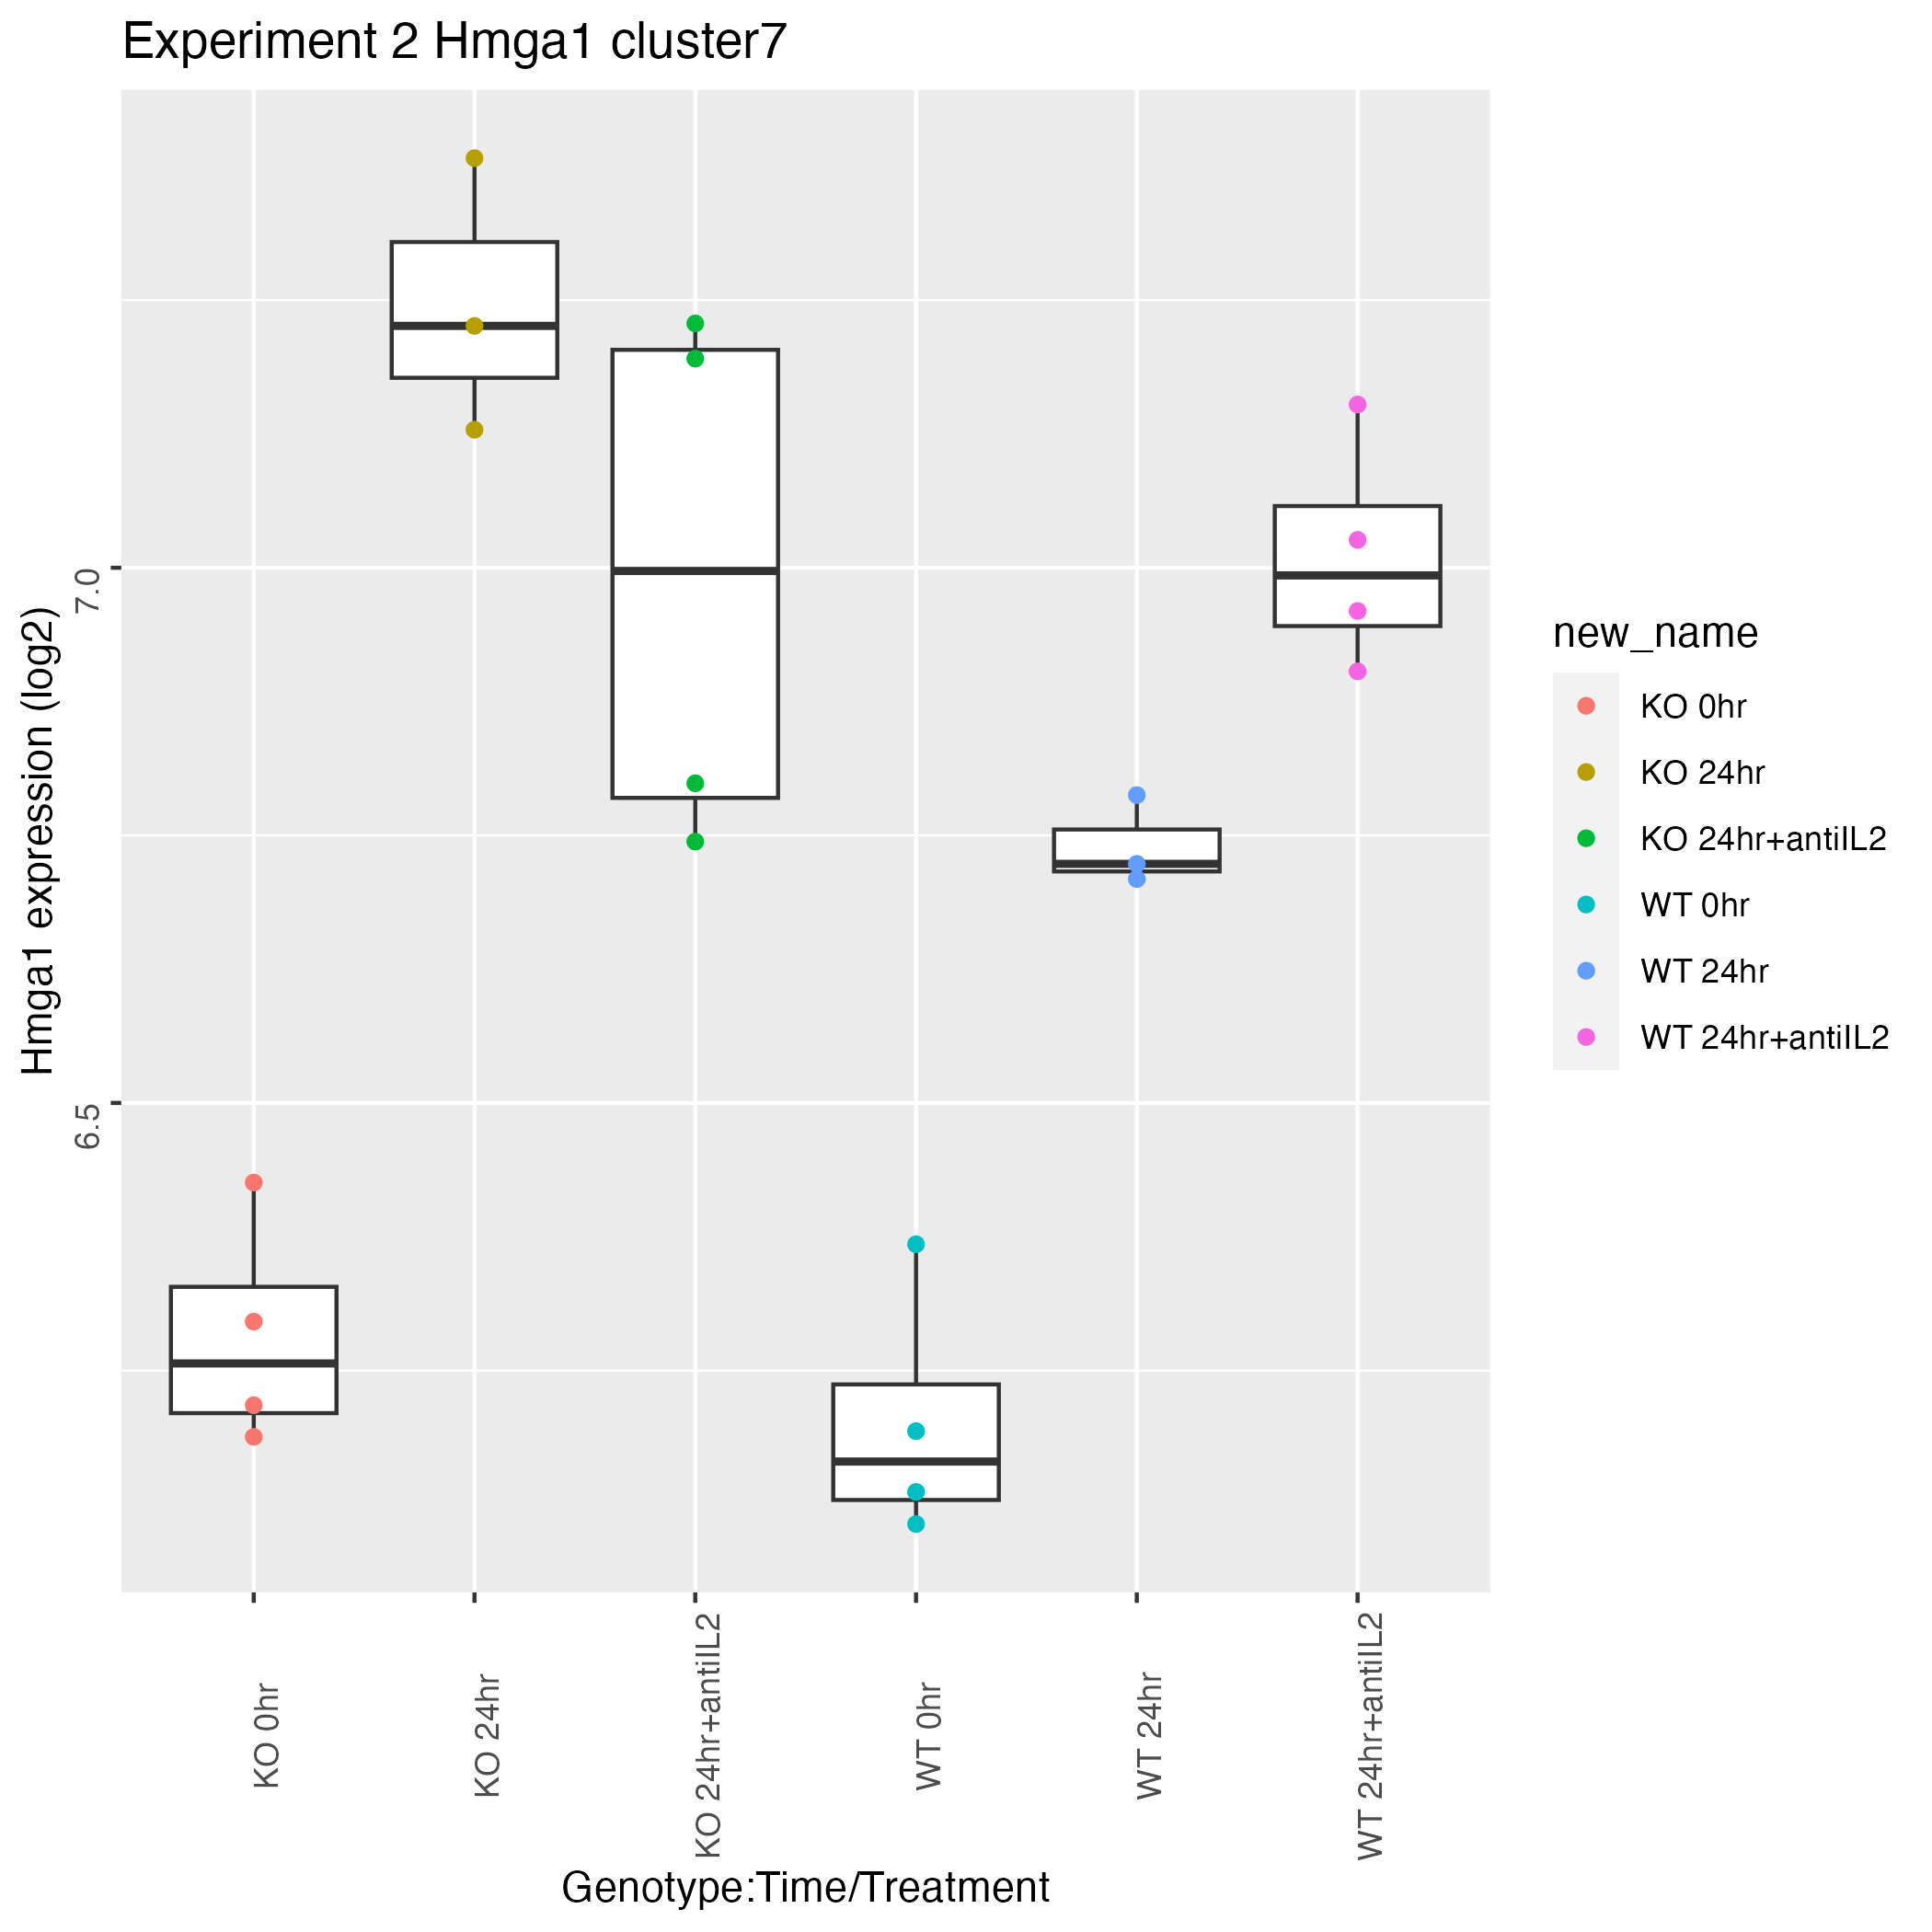 Experiment 2 Hmga1 cluster7
Hmga1 expression (log2)
7.0
6.5
KO 0hr
KO 24hr
KO 24hr+antiIL2
WT 0hr
WT 24hr
WT 24hr+antiIL2
Genotype:Time/Treatment
new_name
KO 0hr
KO 24hr
KO 24hr+antiIL2
WT 0hr
WT 24hr
WT 24hr+antiIL2